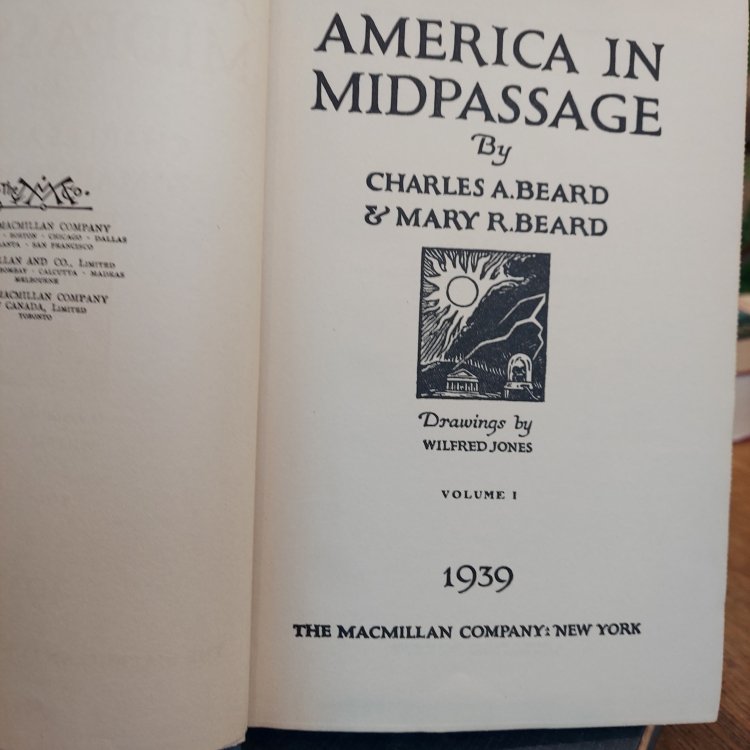 The M Co.
MACMILLAN COMPANY
BOSTON · CHICAGO · DALLAS
SAN FRANCISCO
AND CO., LIMITED
BOMBAY · CALCUTTA · MADRAS
MELBOURNE
MACMILLAN COMPANY
CANADA, LIMITED
TORONTO
AMERICA IN
MIDPASSAGE
By
CHARLES A. BEARD
& MARY R. BEARD
Drawings by
WILFRED JONES
VOLUME I
1939
THE MACMILLAN COMPANY: NEW YORK